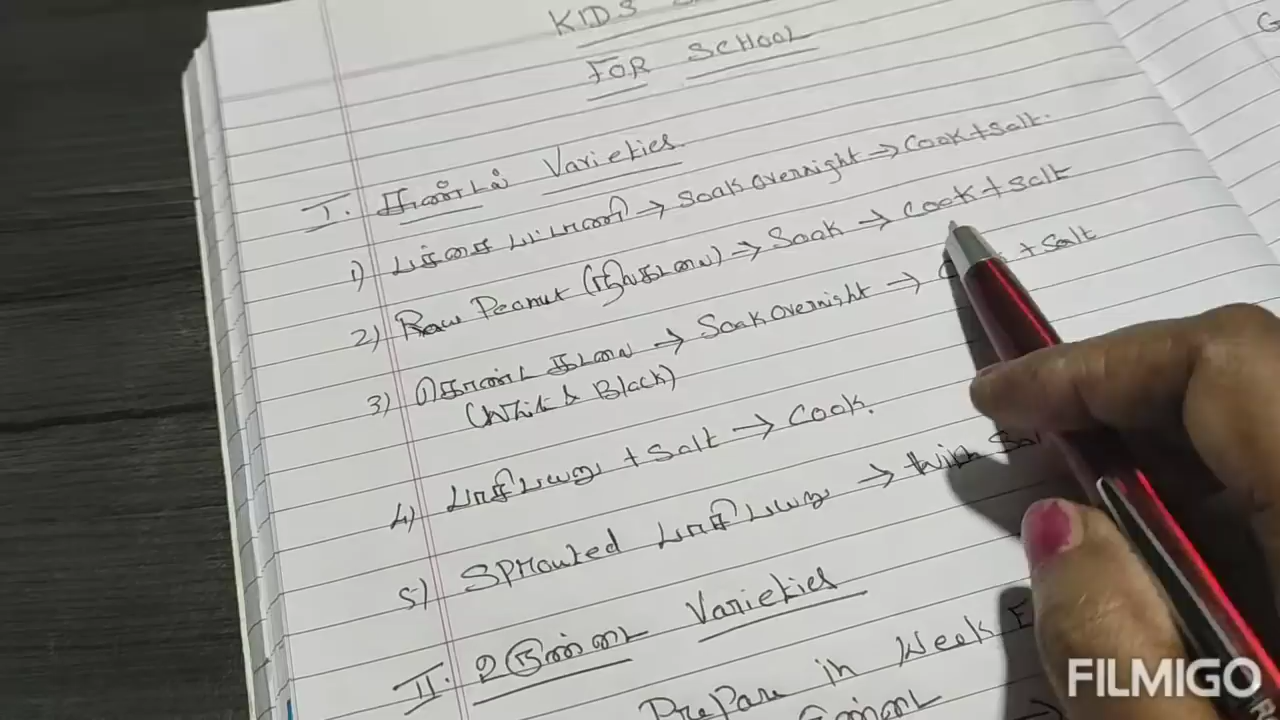 KIDS
FOR SCHOOL
I. சுண்டல் Varieties
1) பச்சை பட்டாணி → Soak overnight → Cook + Salt.
2) Raw Peanut (நிலகடலை) → Soak → Cook + Salt
3) கொண்ட கடலை → Soak overnight → + Salt
(White & Black)
4) பாசிபயறு + Salt → Cook.
5) Sprouted பாசிபயறு → With
II. உருண்டை Varieties
Prepare in Week
FILMIGO